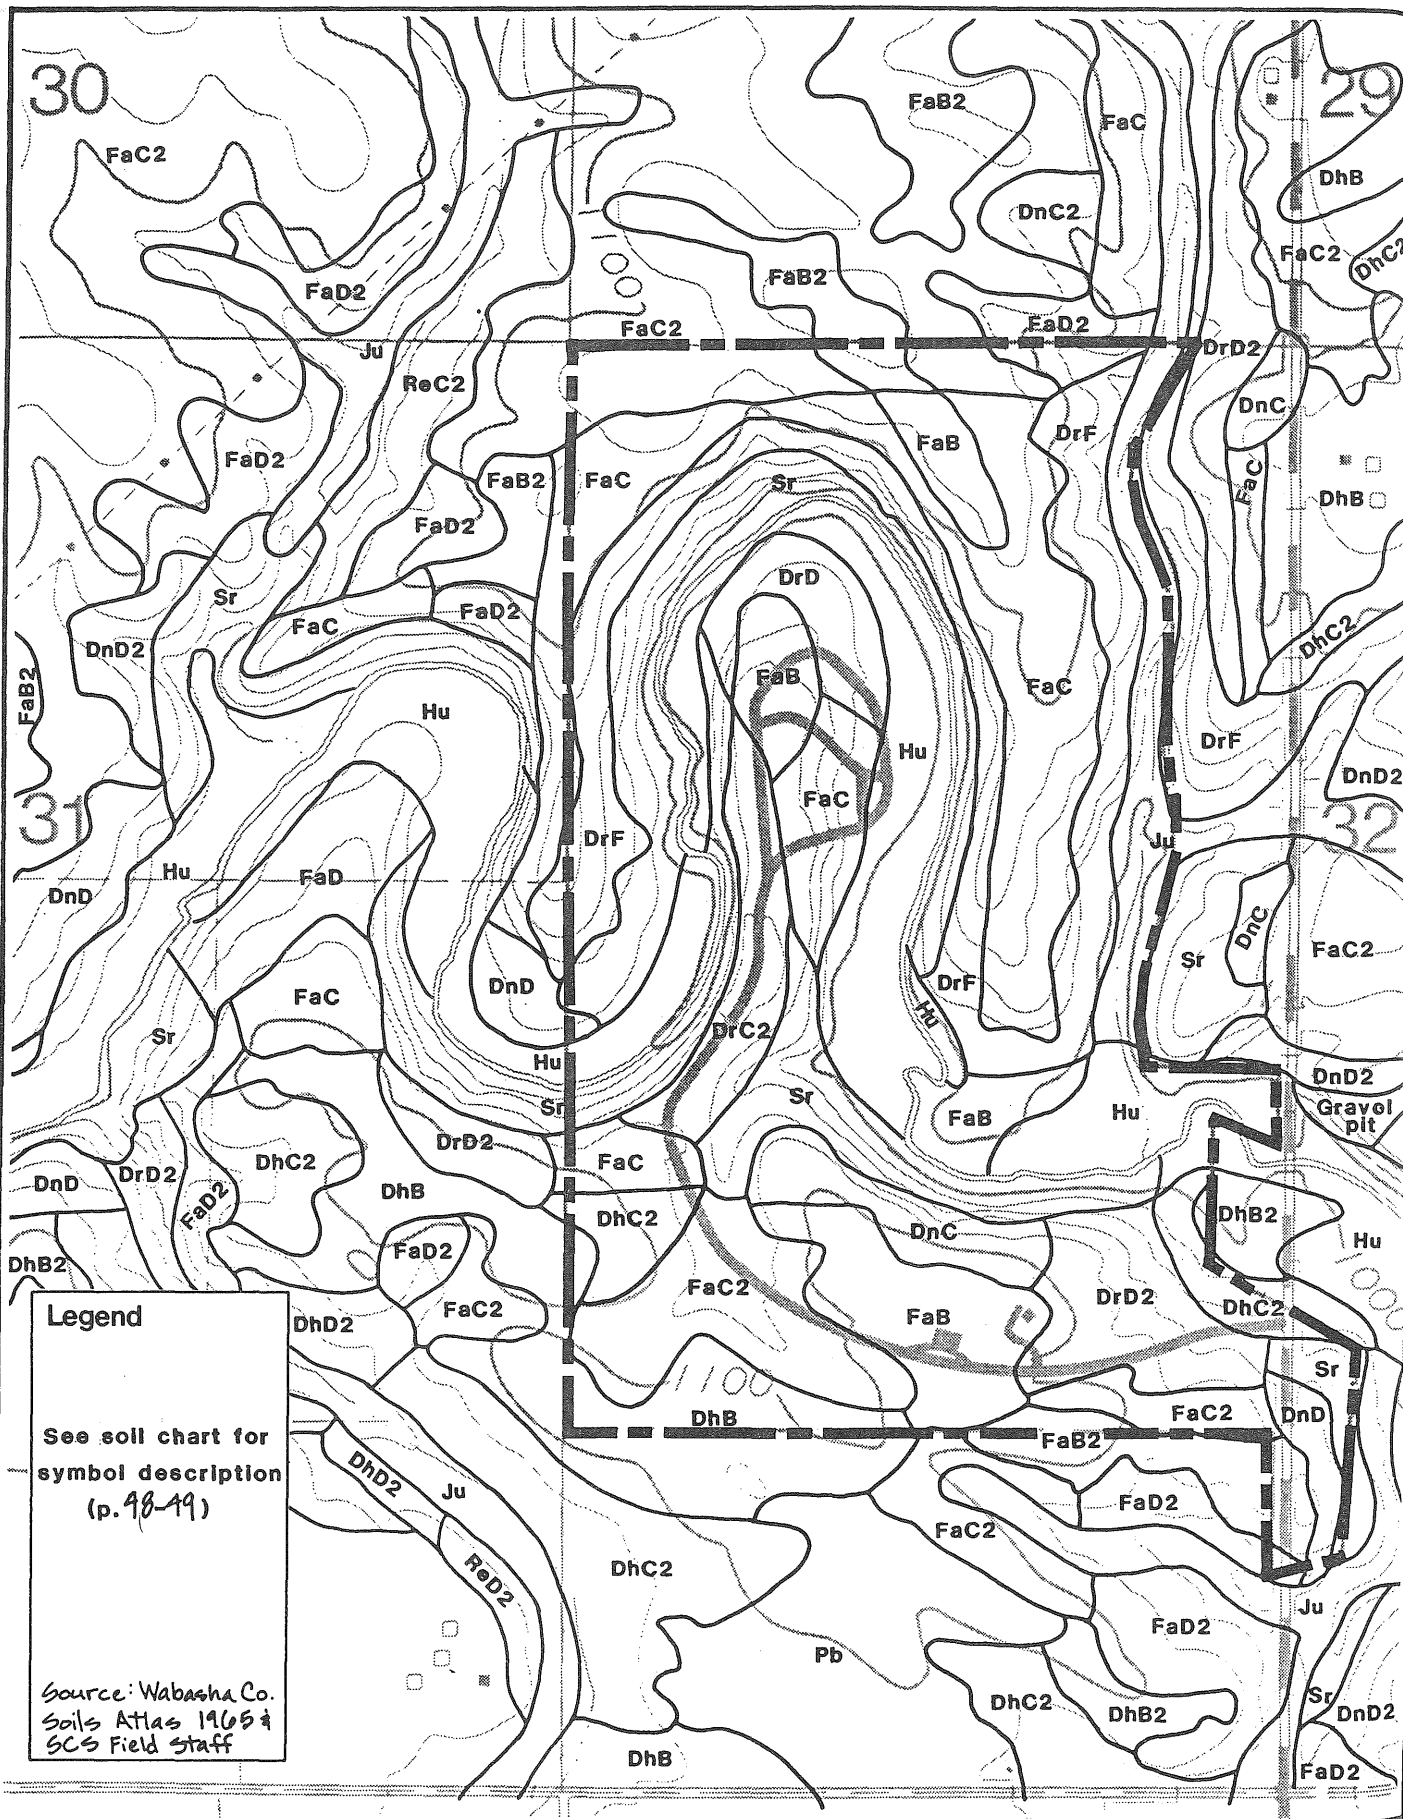 30
29
FaB2
FaC
FaC2
DhB
DnC2
FaC2
DhC2
FaB2
FaD2
FaC2
FaD2
Ju
DrD2
ReC2
DnC
FaB
DrF
FaD2
FaB2
FaC
Sr
FaC
DhB
FaD2
DrD
Sr
FaD2
FaC
DhC2
DnD2
FaB2
FaB
FaC
Hu
Hu
DrF
DnD2
FaC
31
32
DrF
Ju
Hu
FaD
DnD
DnC
FaC2
Sr
DnD
DrF
FaC
Hu
DrC2
Sr
Hu
DnD2
Sr
Sr
Gravel
pit
FaB
Hu
DrD2
FaC
DhC2
DnD
DrD2
DhB
FaD2
DhC2
DhB2
DnC
Hu
FaD2
DhB2
1000
FaC2
DrD2
DhC2
FaC2
FaB
DhD2
Sr
1100
DhB
FaC2
DnD
FaB2
DhD2
Ju
FaD2
FaC2
DhC2
ReD2
Ju
FaD2
Pb
DhC2
DhB2
Sr
DnD2
DhB
FaD2
Legend
See soil chart for
symbol description
(p. 48-49)
Source: Wabasha Co.
Soils Atlas 1965 &
SCS Field Staff